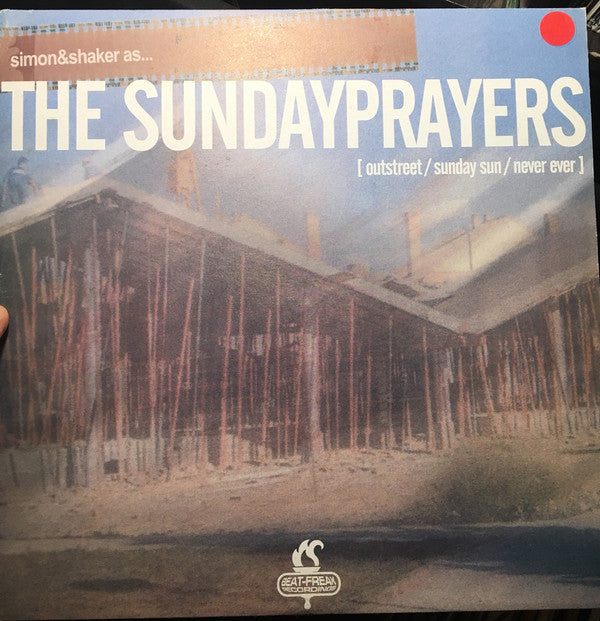 simon&shaker as...
THE SUNDAYPRAYERS
[ outstreet / sunday sun / never ever ]
BEAT-FREAK
RECORDINGS